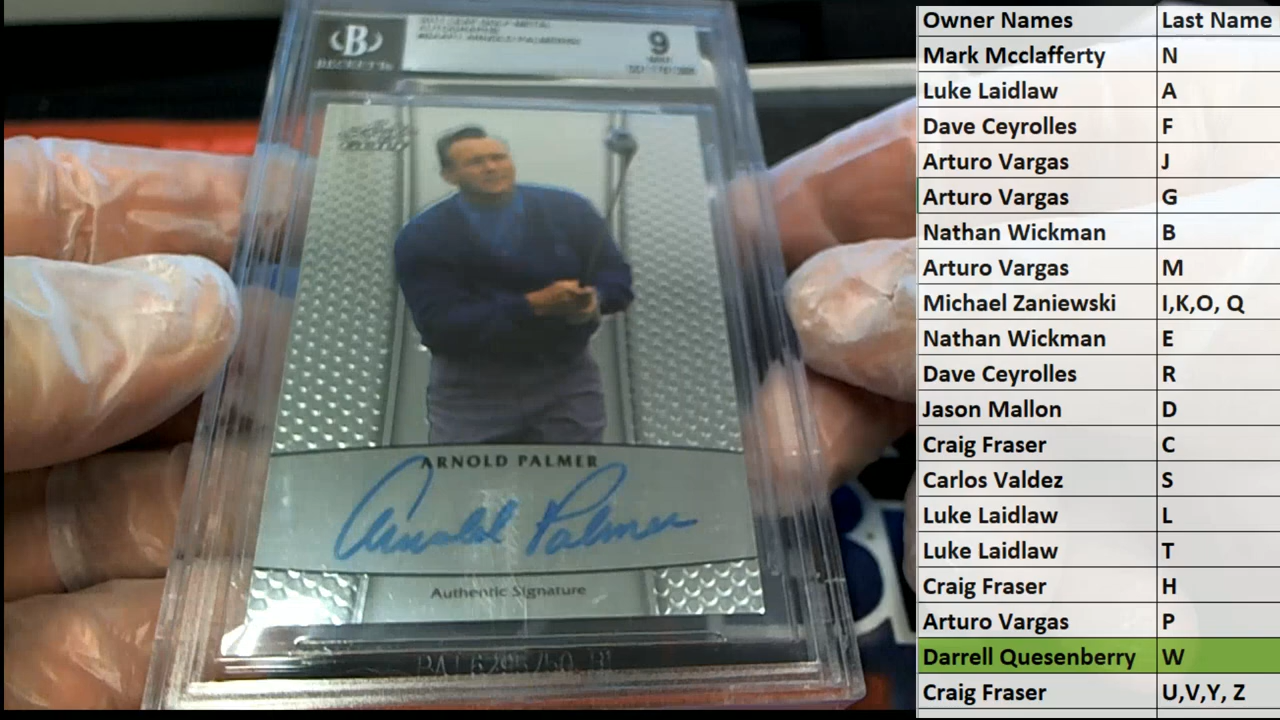 B
BECKETT
AUTOGRAPHS
9
MINT
ARNOLD PALMER
Arnold Palmer
Authentic Signature
Owner Names Last Name
Mark Mcclafferty N
Luke Laidlaw A
Dave Ceyrolles F
Arturo Vargas J
Arturo Vargas G
Nathan Wickman B
Arturo Vargas M
Michael Zaniewski I,K,O, Q
Nathan Wickman E
Dave Ceyrolles R
Jason Mallon D
Craig Fraser C
Carlos Valdez S
Luke Laidlaw L
Luke Laidlaw T
Craig Fraser H
Arturo Vargas P
Darrell Quesenberry W
Craig Fraser U,V,Y, Z